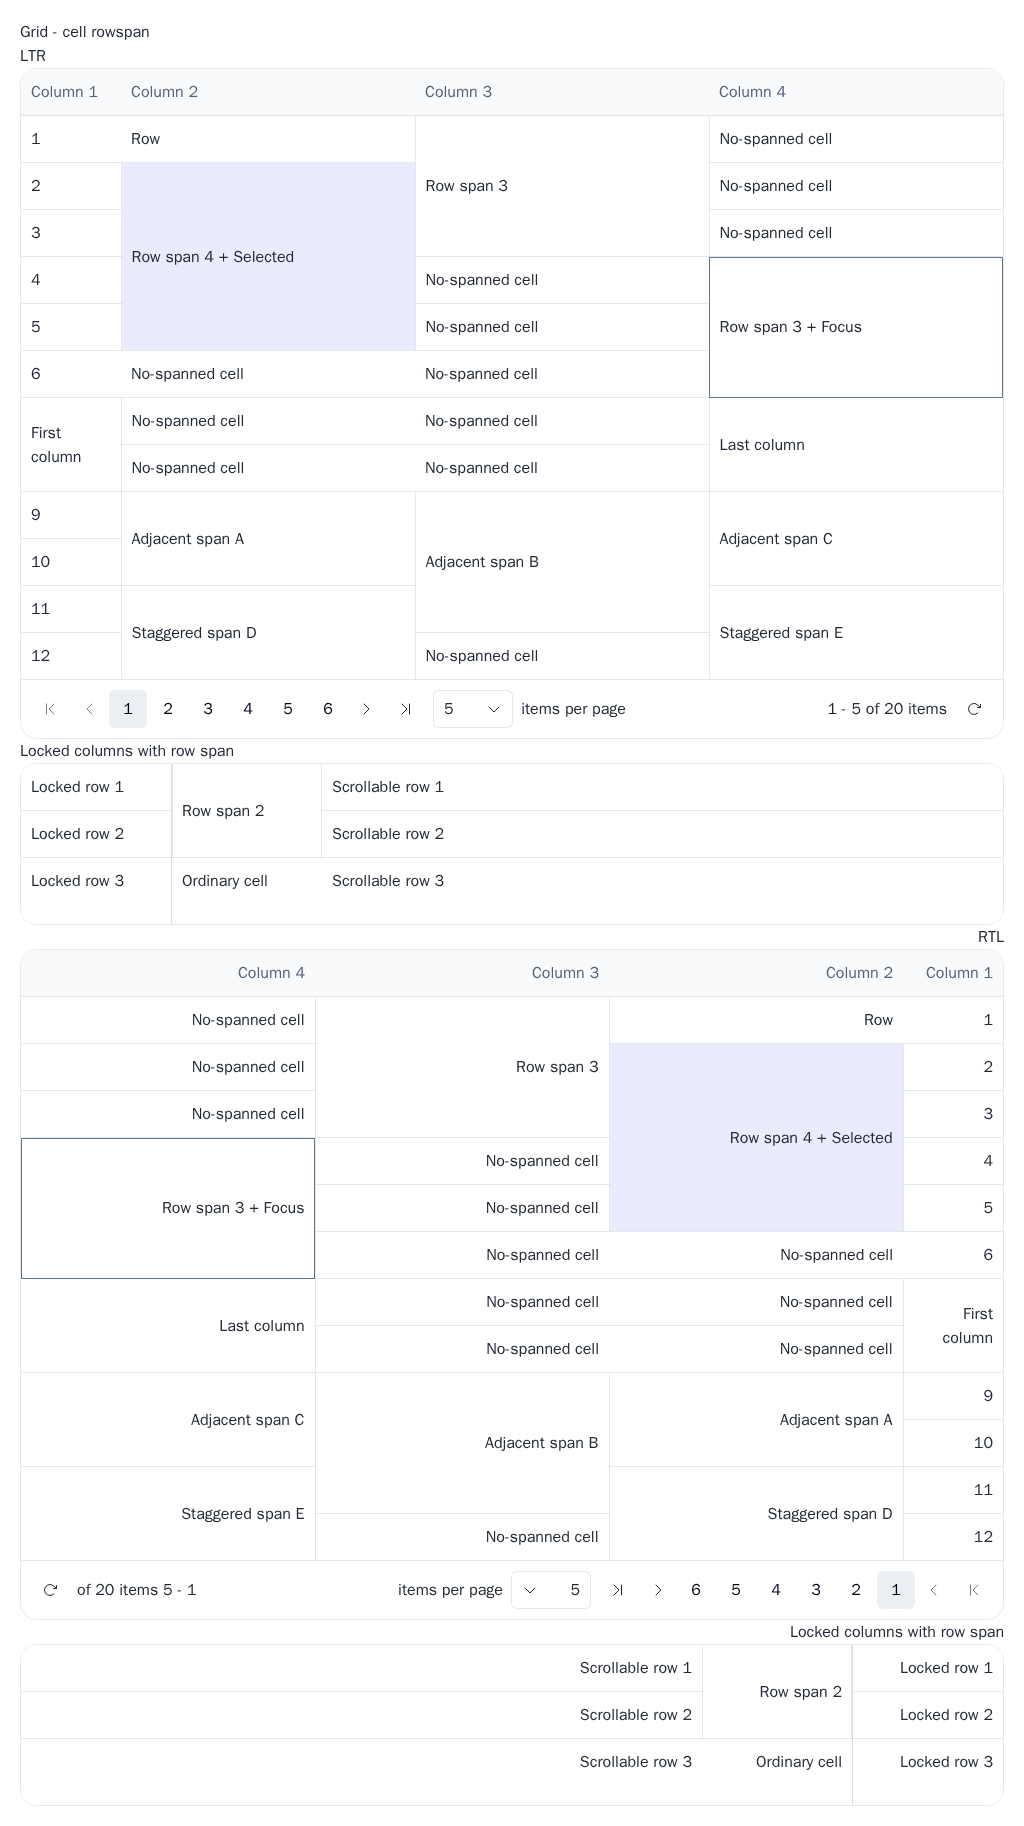 Grid - cell rowspan
LTR
Column 1 Column 2 Column 3 Column 4
1 Row No-spanned cell
2 Row span 3 No-spanned cell
3 No-spanned cell
Row span 4 + Selected
4 No-spanned cell
5 No-spanned cell Row span 3 + Focus
6 No-spanned cell No-spanned cell
No-spanned cell No-spanned cell
First
column
Last column
No-spanned cell No-spanned cell
9
Adjacent span A Adjacent span C
10 Adjacent span B
11
Staggered span D Staggered span E
12 No-spanned cell
1 2 3 4 5 6 5 items per page 1 - 5 of 20 items
Locked columns with row span
Locked row 1 Scrollable row 1
Row span 2
Locked row 2 Scrollable row 2
Locked row 3 Ordinary cell Scrollable row 3
RTL
Column 4 Column 3 Column 2 Column 1
No-spanned cell Row 1
No-spanned cell Row span 3 2
No-spanned cell 3
Row span 4 + Selected
No-spanned cell 4
Row span 3 + Focus No-spanned cell 5
No-spanned cell No-spanned cell 6
No-spanned cell No-spanned cell
First
column
Last column
No-spanned cell No-spanned cell
9
Adjacent span C Adjacent span A
Adjacent span B 10
11
Staggered span E Staggered span D
No-spanned cell 12
of 20 items 5 - 1 items per page 5 6 5 4 3 2 1
Locked columns with row span
Scrollable row 1 Locked row 1
Row span 2
Scrollable row 2 Locked row 2
Scrollable row 3 Ordinary cell Locked row 3